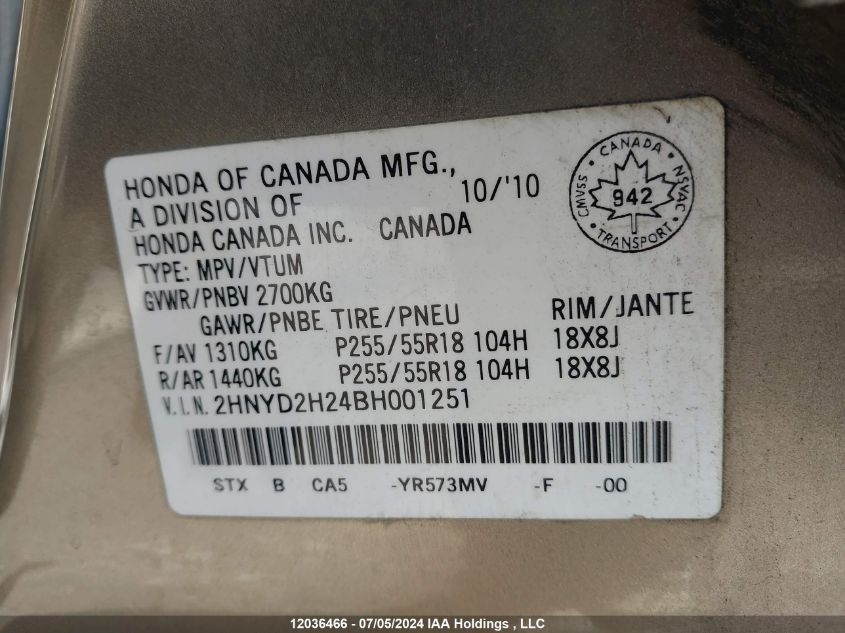 HONDA OF CANADA MFG.,
A DIVISION OF 10/'10
HONDA CANADA INC. CANADA
TYPE: MPV/VTUM
GVWR/PNBV 2700KG
GAWR/PNBE TIRE/PNEU RIM/JANTE
F/AV 1310KG P255/55R18 104H 18X8J
R/AR 1440KG P255/55R18 104H 18X8J
V.I.N. 2HNYD2H24BH001251
STX B CA5 -YR573MV -F -00
CANADA
CMVSS 942 NSVAC
TRANSPORT
12036466 - 07/05/2024 IAA Holdings , LLC